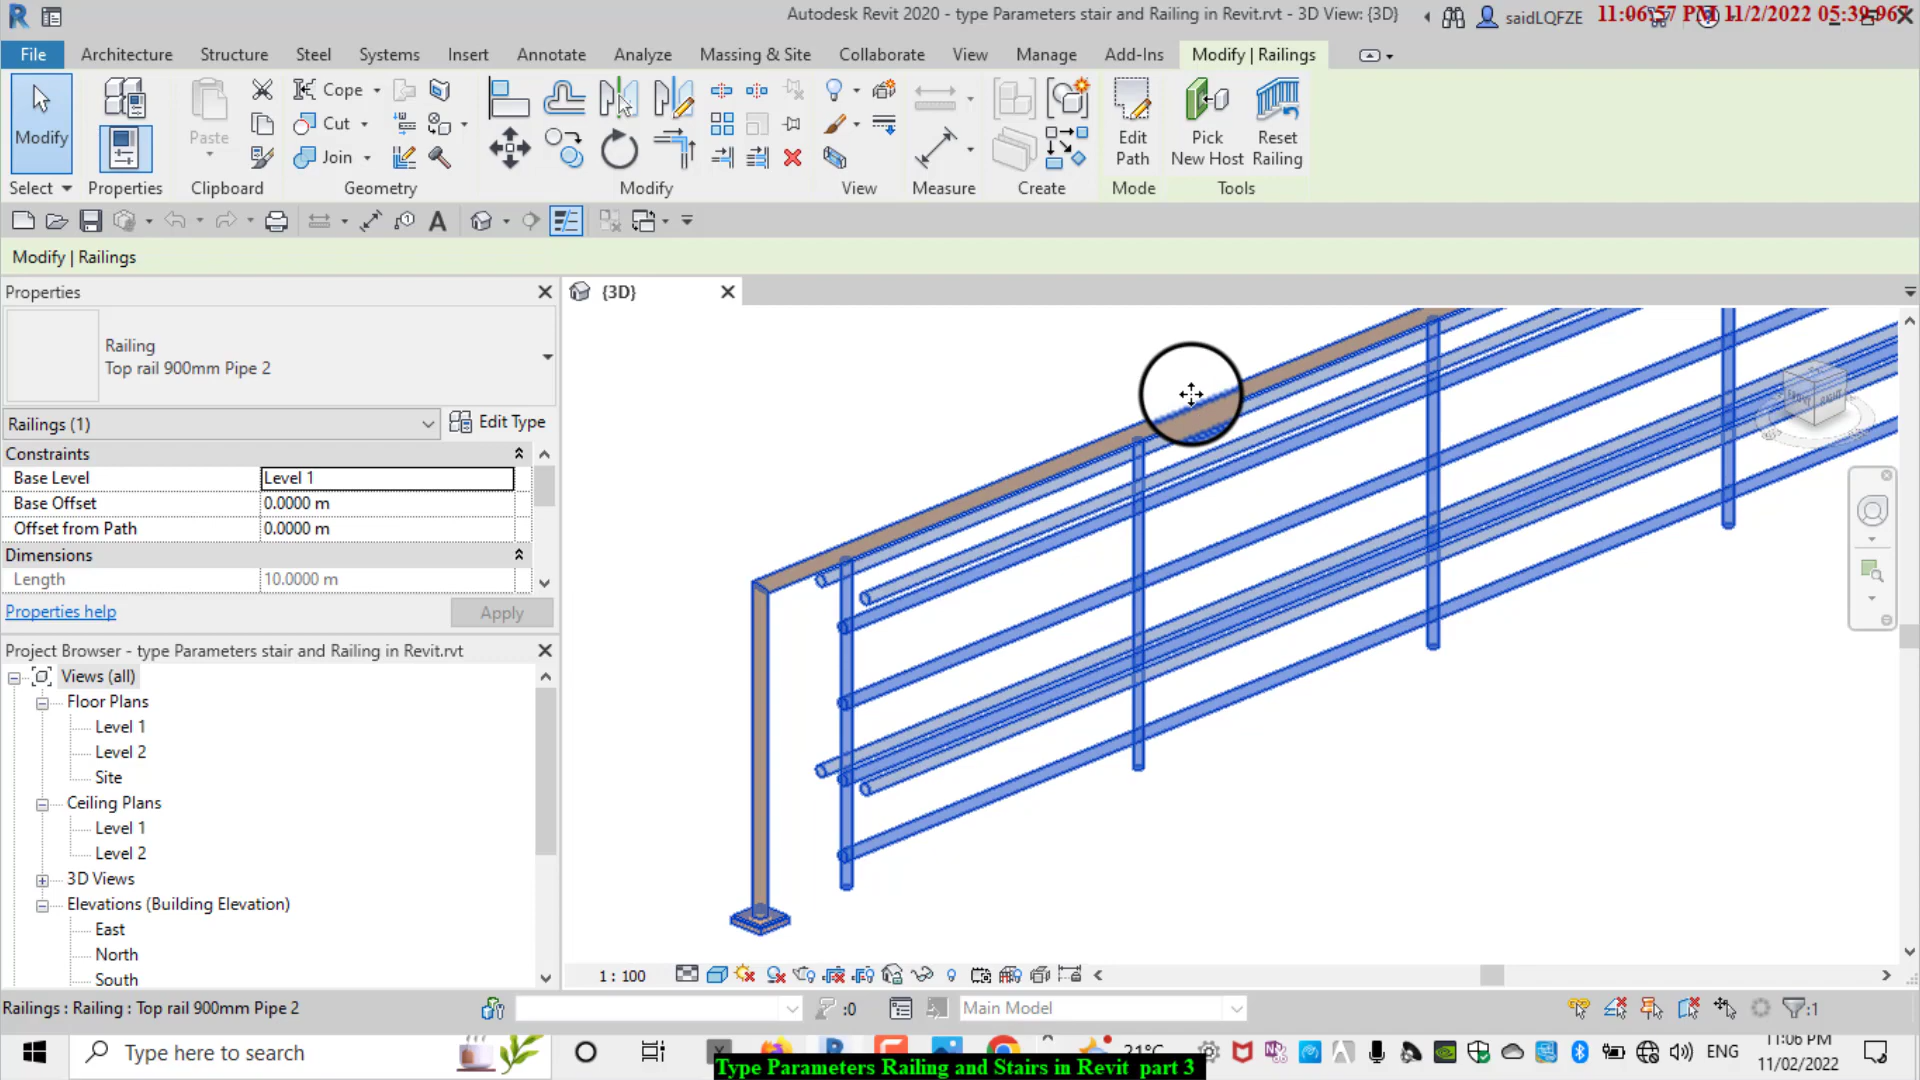 Autodesk Revit 2020 - type Parameters stair and Railing in Revit.rvt - 3D View: {3D}
saidLQFZE
11:06:57 PM 11/2/2022 05:39.967
File
Architecture
Structure
Steel
Systems
Insert
Annotate
Analyze
Massing & Site
Collaborate
View
Manage
Add-Ins
Modify | Railings
Modify
Paste
Cope
Cut
Join
Edit
Path
Pick
New Host
Reset
Railing
Select
Properties
Clipboard
Geometry
Modify
View
Measure
Create
Mode
Tools
Modify | Railings
Properties
{3D}
Railing
Top rail 900mm Pipe 2
Railings (1)
Edit Type
Constraints
Base Level
Level 1
Base Offset
0.0000 m
Offset from Path
0.0000 m
Dimensions
Length
10.0000 m
Properties help
Apply
Project Browser - type Parameters stair and Railing in Revit.rvt
Views (all)
Floor Plans
Level 1
Level 2
Site
Ceiling Plans
Level 1
Level 2
3D Views
Elevations (Building Elevation)
East
North
South
FRONT
RIGHT
1 : 100
Railings : Railing : Top rail 900mm Pipe 2
:0
Main Model
:1
Type here to search
21°C
ENG
11:06 PM
11/02/2022
Type Parameters Railing and Stairs in Revit part 3